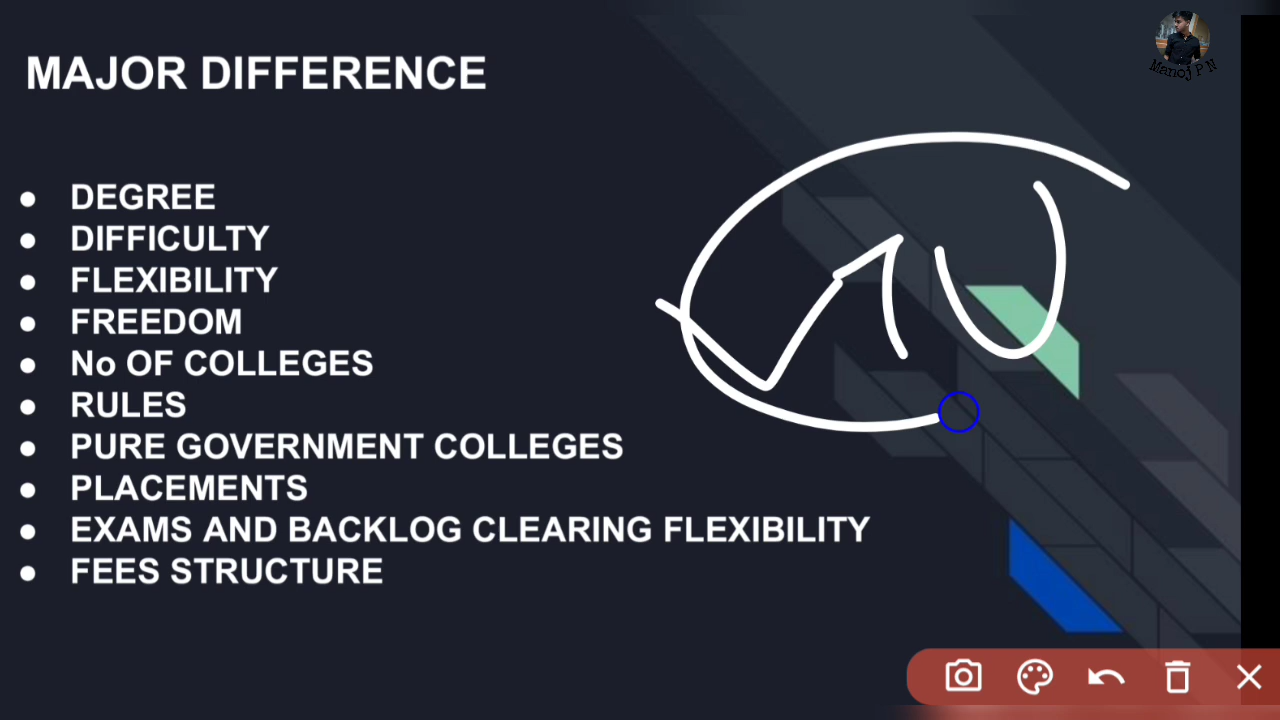 Manoj P N
MAJOR DIFFERENCE
● DEGREE
● DIFFICULTY
● FLEXIBILITY
● FREEDOM
● No OF COLLEGES
● RULES
● PURE GOVERNMENT COLLEGES
● PLACEMENTS
● EXAMS AND BACKLOG CLEARING FLEXIBILITY
● FEES STRUCTURE